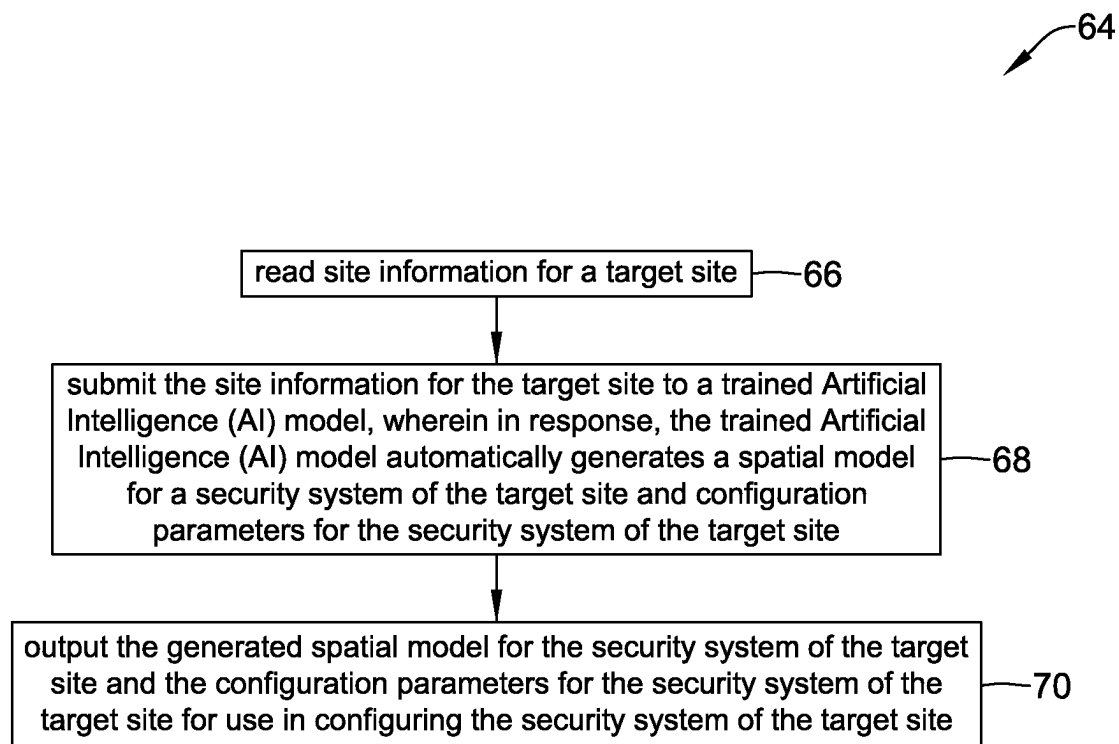 64
read site information for a target site
66
submit the site information for the target site to a trained Artificial
Intelligence (AI) model, wherein in response, the trained Artificial
Intelligence (AI) model automatically generates a spatial model
for a security system of the target site and configuration
parameters for the security system of the target site
68
output the generated spatial model for the security system of the target
site and the configuration parameters for the security system of the
target site for use in configuring the security system of the target site
70